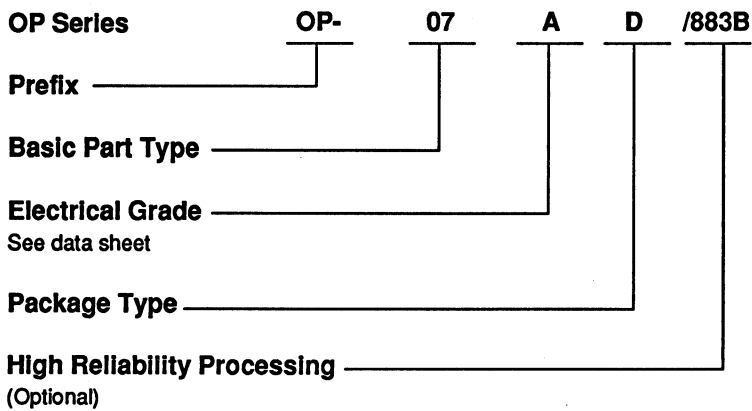 OP Series OP- 07 A D /883B
Prefix
Basic Part Type
Electrical Grade
See data sheet
Package Type
High Reliability Processing
(Optional)